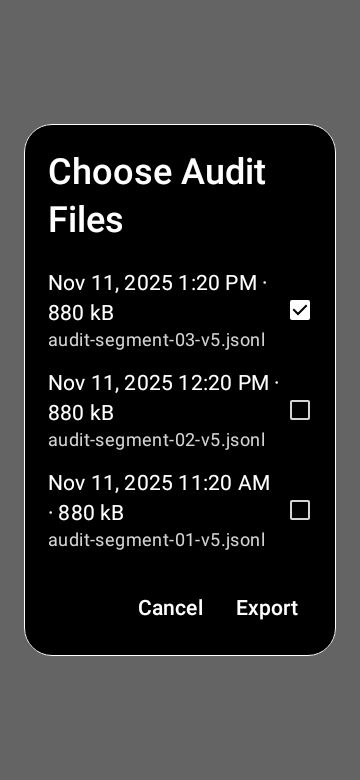 Choose Audit
Files
Nov 11, 2025 1:20 PM ·
880 kB
audit-segment-03-v5.jsonl
Nov 11, 2025 12:20 PM ·
880 kB
audit-segment-02-v5.jsonl
Nov 11, 2025 11:20 AM
· 880 kB
audit-segment-01-v5.jsonl
Cancel Export